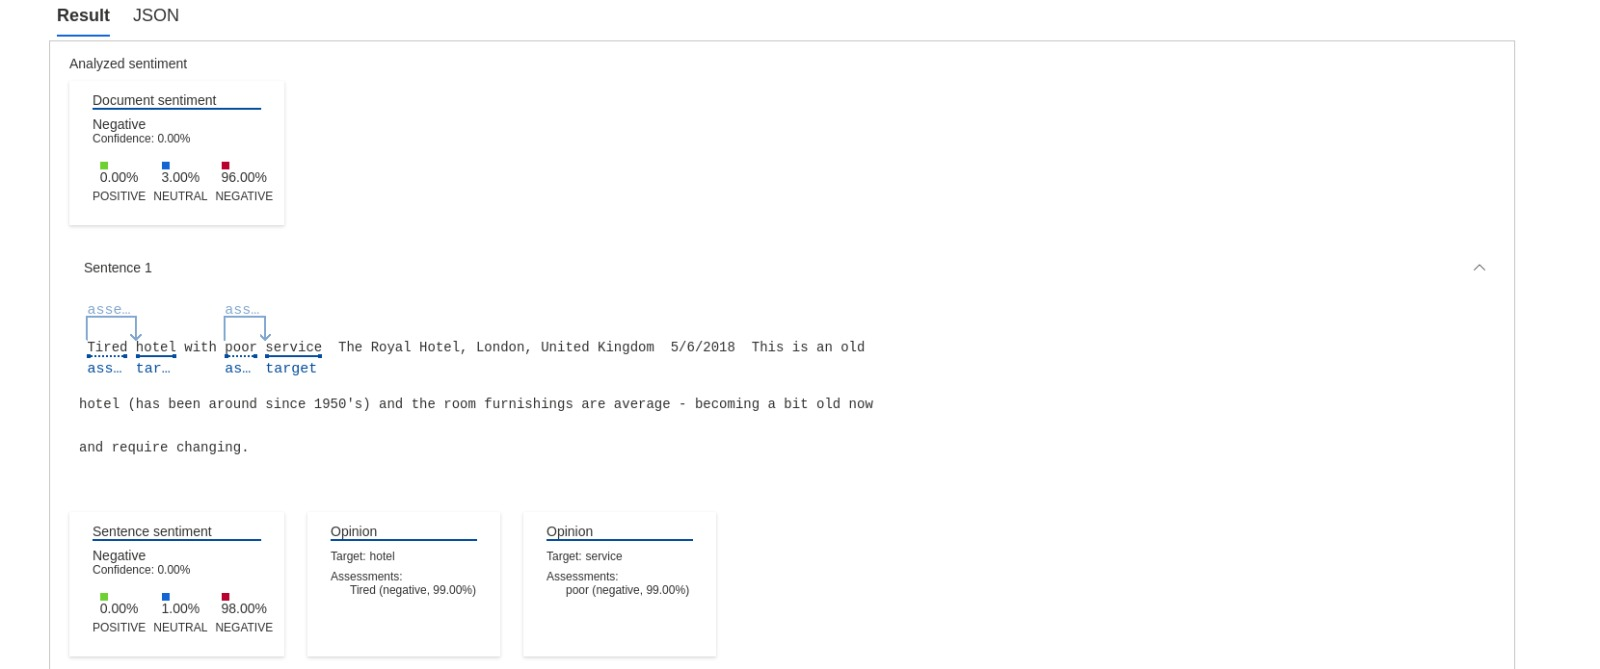 Result JSON
Analyzed sentiment
Document sentiment
Negative
Confidence: 0.00%
0.00% 3.00% 96.00%
POSITIVE NEUTRAL NEGATIVE
Sentence 1
asse… ass…
Tired hotel with poor service The Royal Hotel, London, United Kingdom 5/6/2018 This is an old
ass… tar… as… target
hotel (has been around since 1950's) and the room furnishings are average - becoming a bit old now
and require changing.
Sentence sentiment
Negative
Confidence: 0.00%
0.00% 1.00% 98.00%
POSITIVE NEUTRAL NEGATIVE
Opinion
Target: hotel
Assessments:
Tired (negative, 99.00%)
Opinion
Target: service
Assessments:
poor (negative, 99.00%)